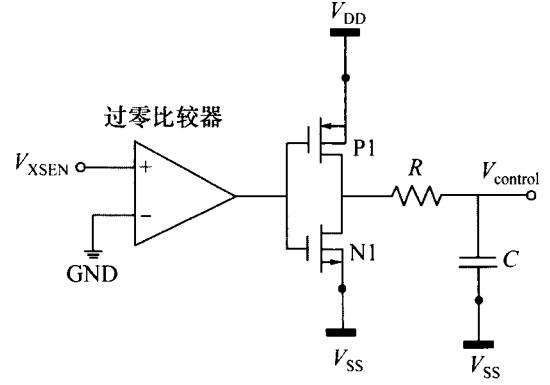 V_DD
过零比较器
P1
V_XSEN
+
R
V_control
−
GND
N1
C
V_SS
V_SS